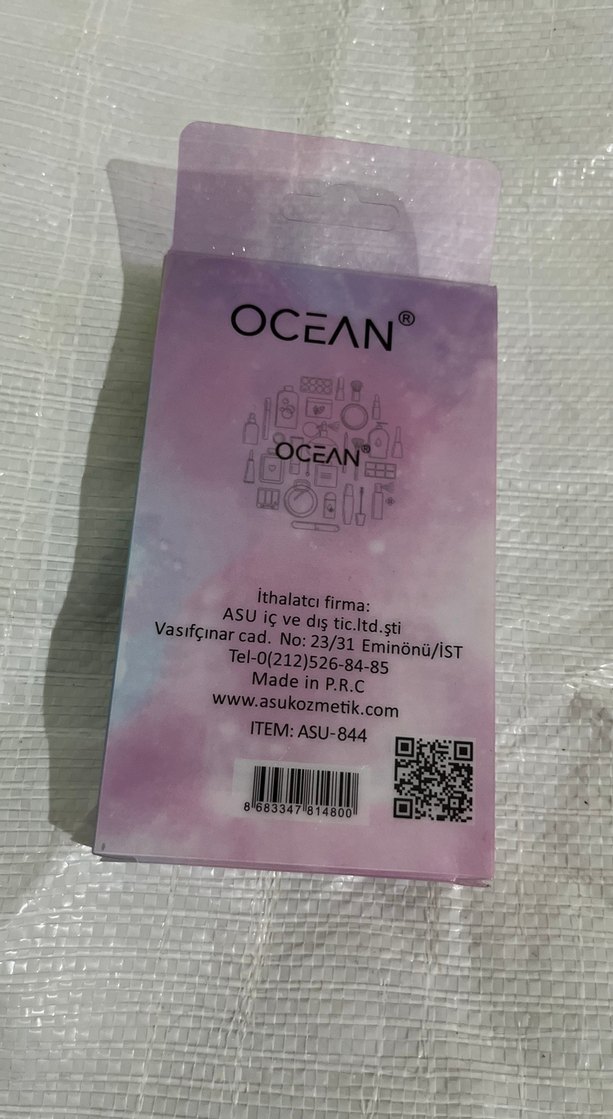 OCEAN®
OCEAN®
İthalatcı firma:
ASU iç ve dış tic.ltd.şti
Vasıfçınar cad. No: 23/31 Eminönü/İST
Tel-0(212)526-84-85
Made in P.R.C
www.asukozmetik.com
ITEM: ASU-844
8 683347 814800